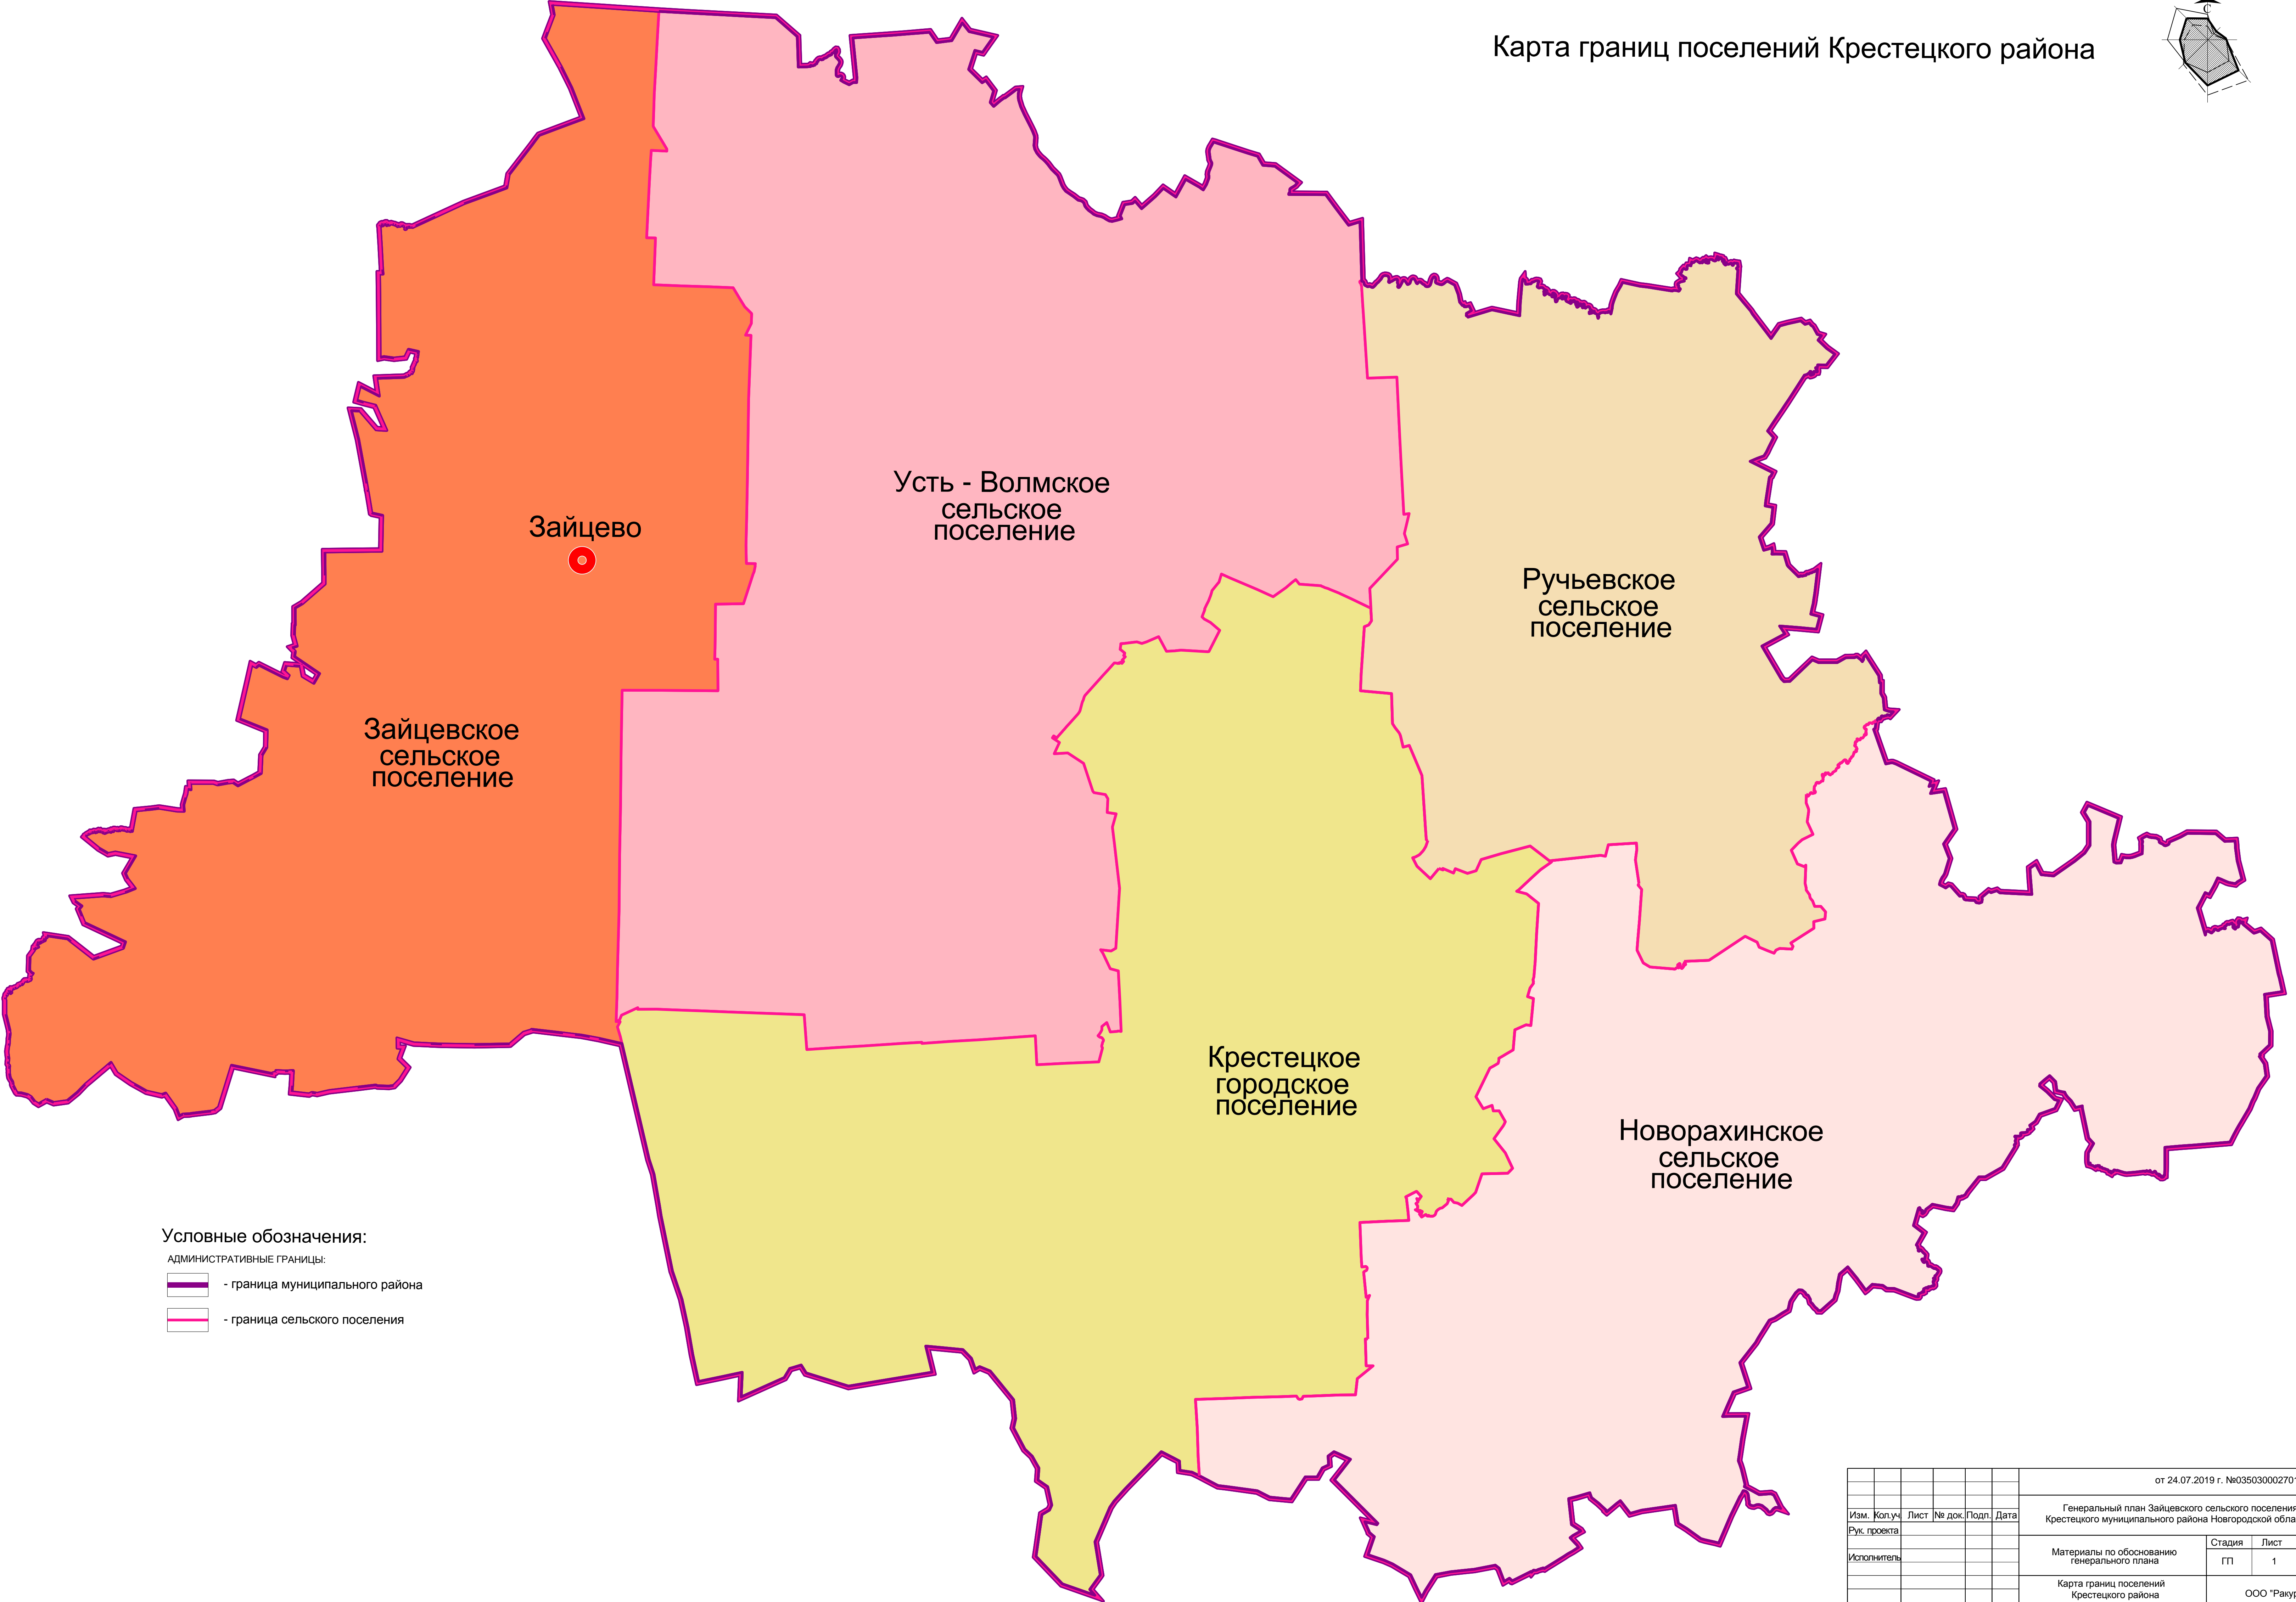 Карта границ поселений Крестецкого района
С
Усть - Волмское
сельское
поселение
Зайцево
Ручьевское
сельское
поселение
Зайцевское
сельское
поселение
Крестецкое
городское
поселение
Новорахинское
сельское
поселение
Условные обозначения:
АДМИНИСТРАТИВНЫЕ ГРАНИЦЫ:
- граница муниципального района
- граница сельского поселения
от 24.07.2019 г.
Генеральный план Зайцевского сельского поселения
Крестецкого муниципального района Новгородской
Изм. Кол.уч Лист № док. Подп. Дата
Рук. проекта
Исполнитель
Материалы по обоснованию
генерального плана
Стадия Лист
ГП 1
Карта границ поселений
Крестецкого района
ООО